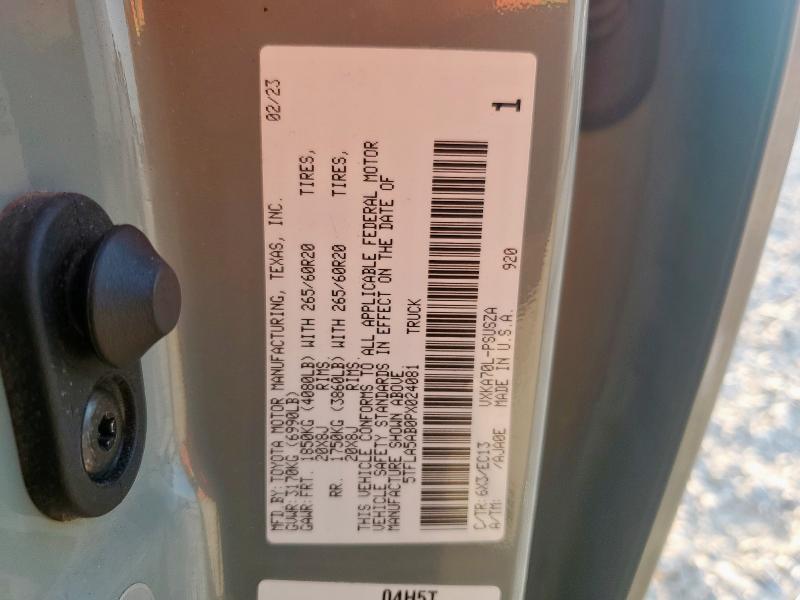 MFD. BY: TOYOTA MOTOR MANUFACTURING, TEXAS, INC. 02/23
GVWR: 3170KG (6990LB)
GAWR: FRT. 1850KG (4080LB) WITH 265/60R20 TIRES,
20X8J RIMS,
RR. 1750KG (3860LB) WITH 265/60R20 TIRES,
20X8J RIMS.
THIS VEHICLE CONFORMS TO ALL APPLICABLE FEDERAL MOTOR
VEHICLE SAFETY STANDARDS IN EFFECT ON THE DATE OF
MANUFACTURE SHOWN ABOVE.
5TFLA5AB0PX024081 TRUCK
C/TR: 6X3/EC13 VXKA70L-PSUSZA
A/TM: /AJA0E MADE IN U.S.A.
920
1
04H5T